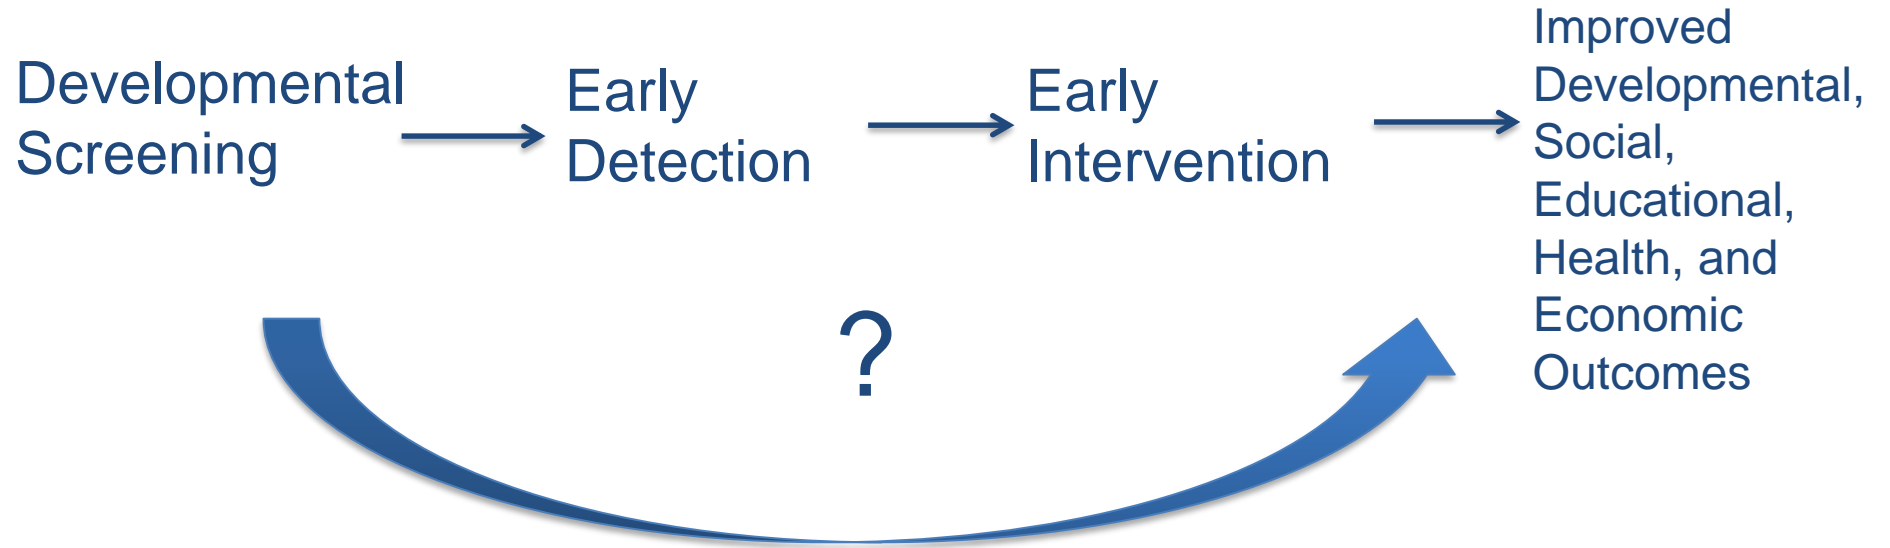 Developmental
Screening
Early
Detection
Early
Intervention
Improved
Developmental,
Social,
Educational,
Health, and
Economic
Outcomes
?